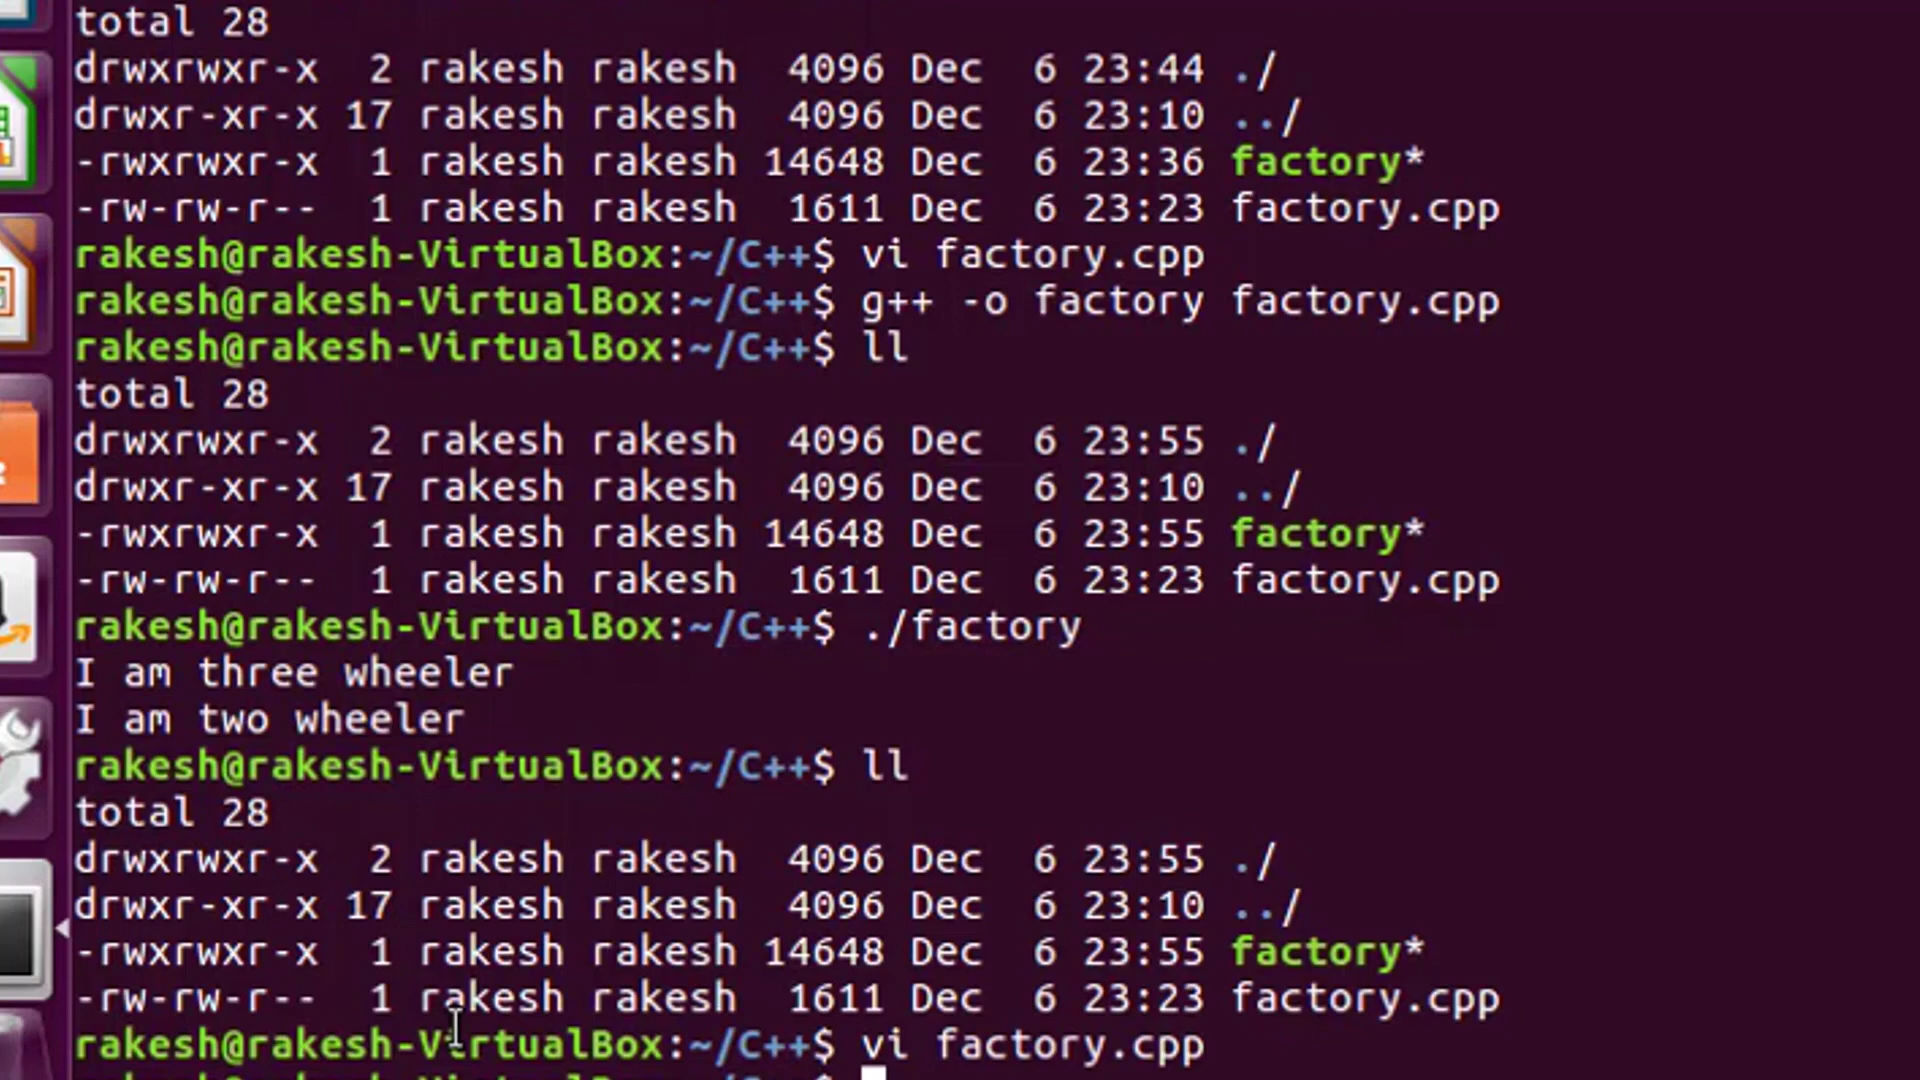 total 28
drwxrwxr-x  2 rakesh rakesh  4096 Dec  6 23:44 ./
drwxr-xr-x 17 rakesh rakesh  4096 Dec  6 23:10 ../
-rwxrwxr-x  1 rakesh rakesh 14648 Dec  6 23:36 factory*
-rw-rw-r--  1 rakesh rakesh  1611 Dec  6 23:23 factory.cpp
rakesh@rakesh-VirtualBox:~/C++$ vi factory.cpp
rakesh@rakesh-VirtualBox:~/C++$ g++ -o factory factory.cpp
rakesh@rakesh-VirtualBox:~/C++$ ll
total 28
drwxrwxr-x  2 rakesh rakesh  4096 Dec  6 23:55 ./
drwxr-xr-x 17 rakesh rakesh  4096 Dec  6 23:10 ../
-rwxrwxr-x  1 rakesh rakesh 14648 Dec  6 23:55 factory*
-rw-rw-r--  1 rakesh rakesh  1611 Dec  6 23:23 factory.cpp
rakesh@rakesh-VirtualBox:~/C++$ ./factory
I am three wheeler
I am two wheeler
rakesh@rakesh-VirtualBox:~/C++$ ll
total 28
drwxrwxr-x  2 rakesh rakesh  4096 Dec  6 23:55 ./
drwxr-xr-x 17 rakesh rakesh  4096 Dec  6 23:10 ../
-rwxrwxr-x  1 rakesh rakesh 14648 Dec  6 23:55 factory*
-rw-rw-r--  1 rakesh rakesh  1611 Dec  6 23:23 factory.cpp
rakesh@rakesh-VirtualBox:~/C++$ vi factory.cpp